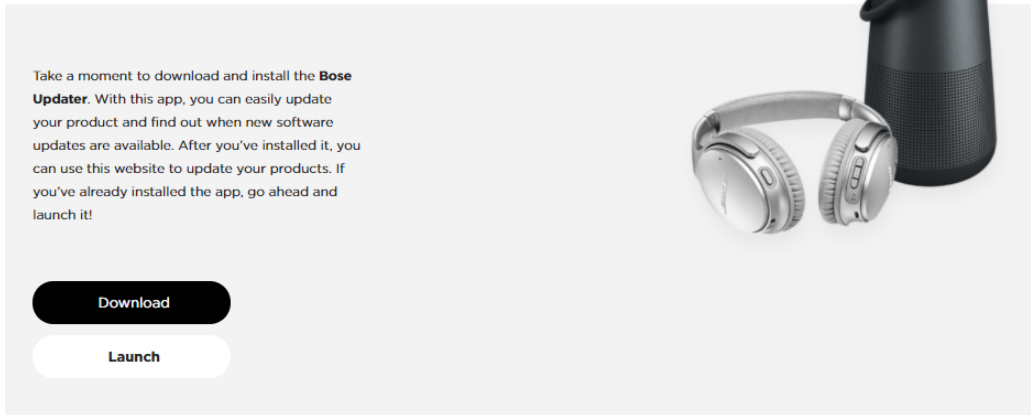 Take a moment to download and install the Bose
Updater. With this app, you can easily update
your product and find out when new software
updates are available. After you’ve installed it, you
can use this website to update your products. If
you’ve already installed the app, go ahead and
launch it!
Download
Launch